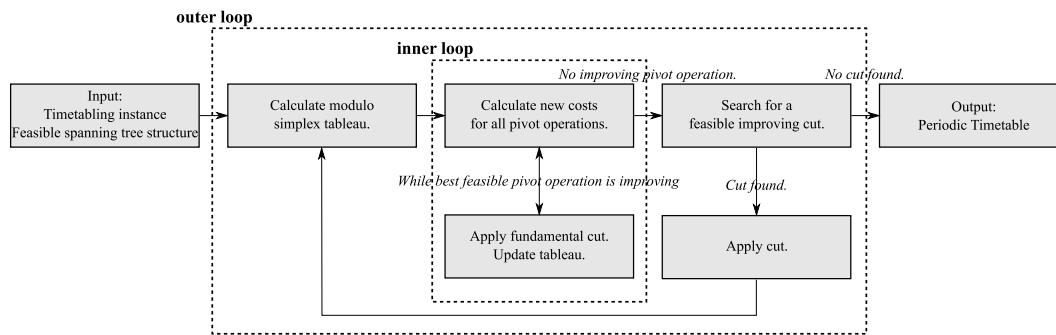 outer loop
inner loop
No improving pivot operation.
No cut found.
Input:
Timetabling instance
Feasible spanning tree structure
Calculate modulo
simplex tableau.
Calculate new costs
for all pivot operations.
Search for a
feasible improving cut.
Output:
Periodic Timetable
While best feasible pivot operation is improving
Cut found.
Apply fundamental cut.
Update tableau.
Apply cut.